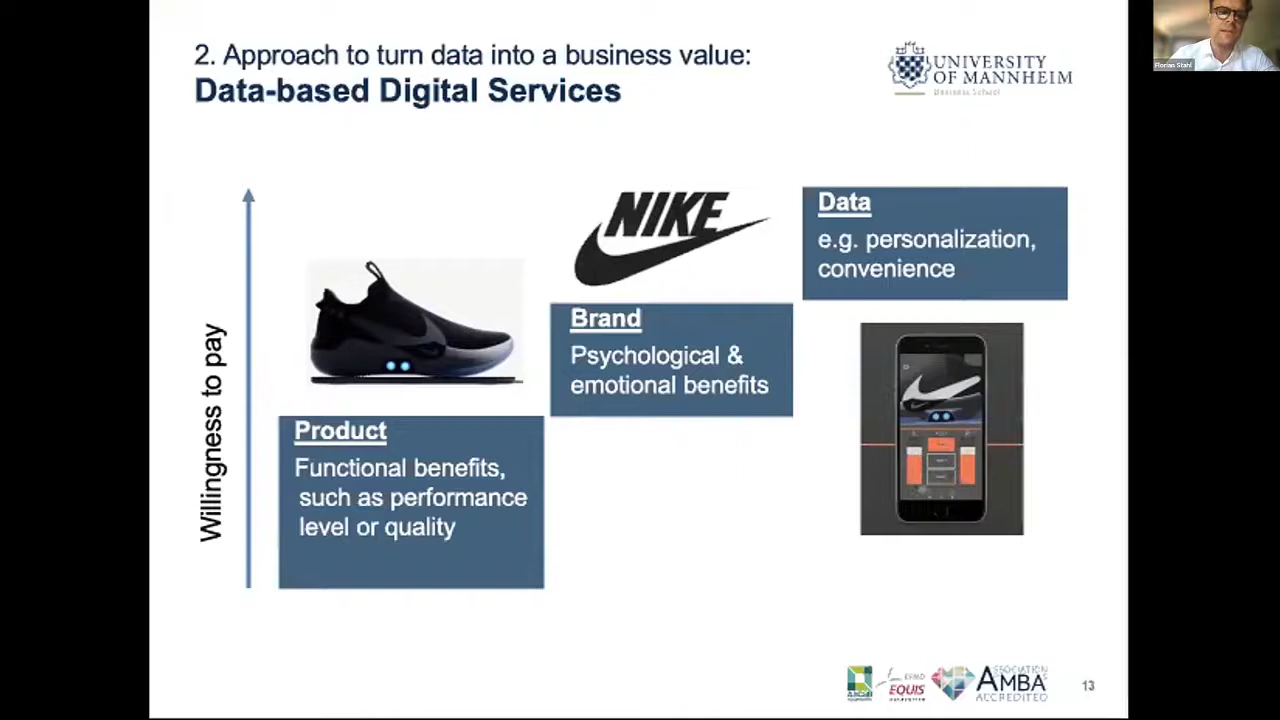 2. Approach to turn data into a business value:
Data-based Digital Services
UNIVERSITY
OF MANNHEIM
Business School
Florian Stahl
Willingness to pay
Product
Functional benefits,
such as performance
level or quality
NIKE
Brand
Psychological &
emotional benefits
Data
e.g. personalization,
convenience
EFMD
EQUIS
ASSOCIATION
AMBA
ACCREDITED
13